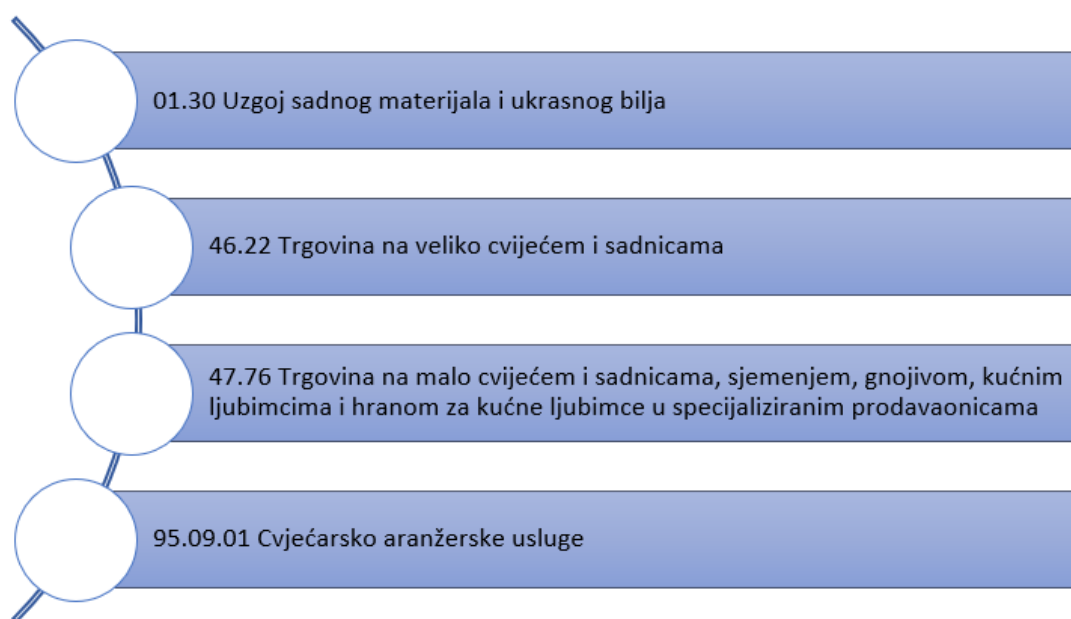 01.30 Uzgoj sadnog materijala i ukrasnog bilja
46.22 Trgovina na veliko cvijećem i sadnicama
47.76 Trgovina na malo cvijećem i sadnicama, sjemenjem, gnojivom, kućnim
ljubimcima i hranom za kućne ljubimce u specijaliziranim prodavaonicama
95.09.01 Cvjećarsko aranžerske usluge